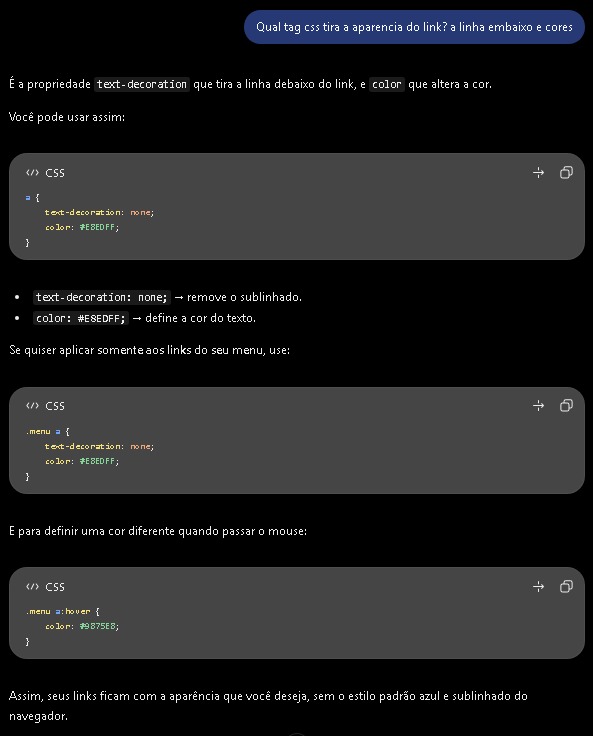 Qual tag css tira a aparencia do link? a linha embaixo e cores
É a propriedade text-decoration que tira a linha debaixo do link, e color que altera a cor.
Você pode usar assim:
</> CSS
a {
text-decoration: none;
color: #E8EDFF;
}
• text-decoration: none; → remove o sublinhado.
• color: #E8EDFF; → define a cor do texto.
Se quiser aplicar somente aos links do seu menu, use:
</> CSS
.menu a {
text-decoration: none;
color: #E8EDFF;
}
E para definir uma cor diferente quando passar o mouse:
</> CSS
.menu a:hover {
color: #9875E8;
}
Assim, seus links ficam com a aparência que você deseja, sem o estilo padrão azul e sublinhado do
navegador.